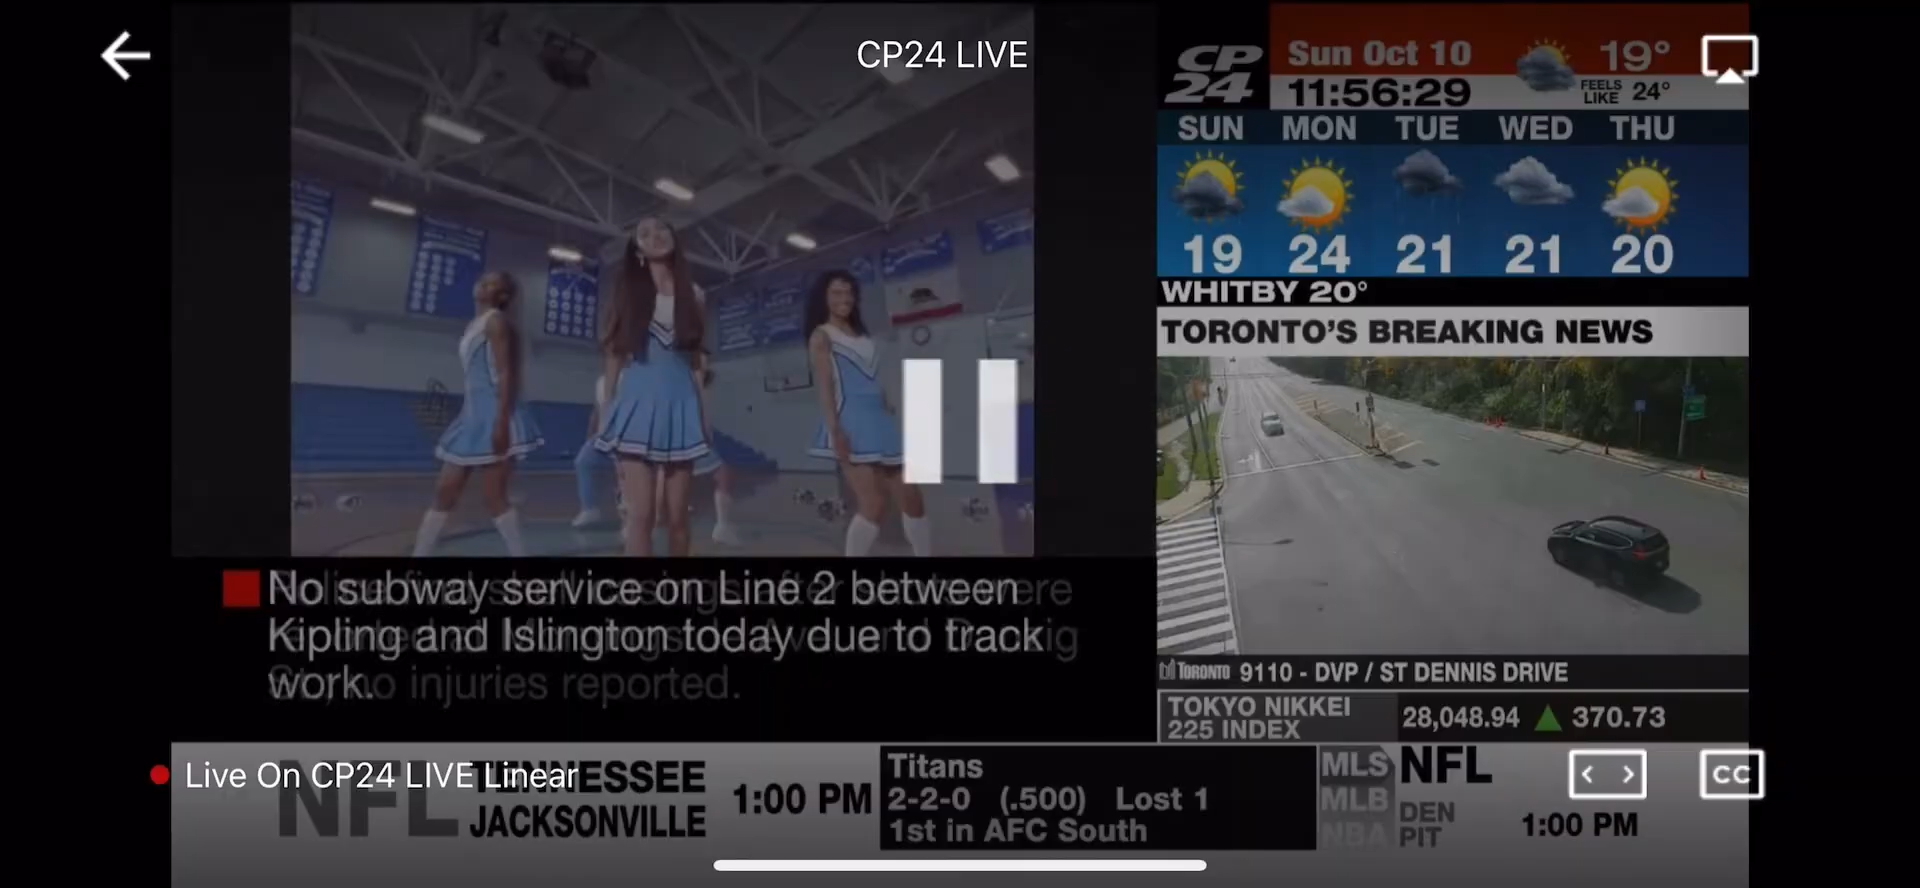 CP24 LIVE
CP
24
Sun Oct 10
11:56:29
19°
FEELS
LIKE 24°
SUN MON TUE WED THU
19 24 21 21 20
WHITBY 20°
TORONTO'S BREAKING NEWS
No subway service on Line 2 between
Kipling and Islington today due to track
work.
no injuries reported.
TORONTO 9110 - DVP / ST DENNIS DRIVE
TOKYO NIKKEI
225 INDEX
28,048.94 370.73
Live On CP24 LIVE Linear
NFL
TENNESSEE
JACKSONVILLE
1:00 PM
Titans
2-2-0 (.500) Lost 1
1st in AFC South
MLS
MLB
NBA
NFL
DEN
PIT
1:00 PM
CC